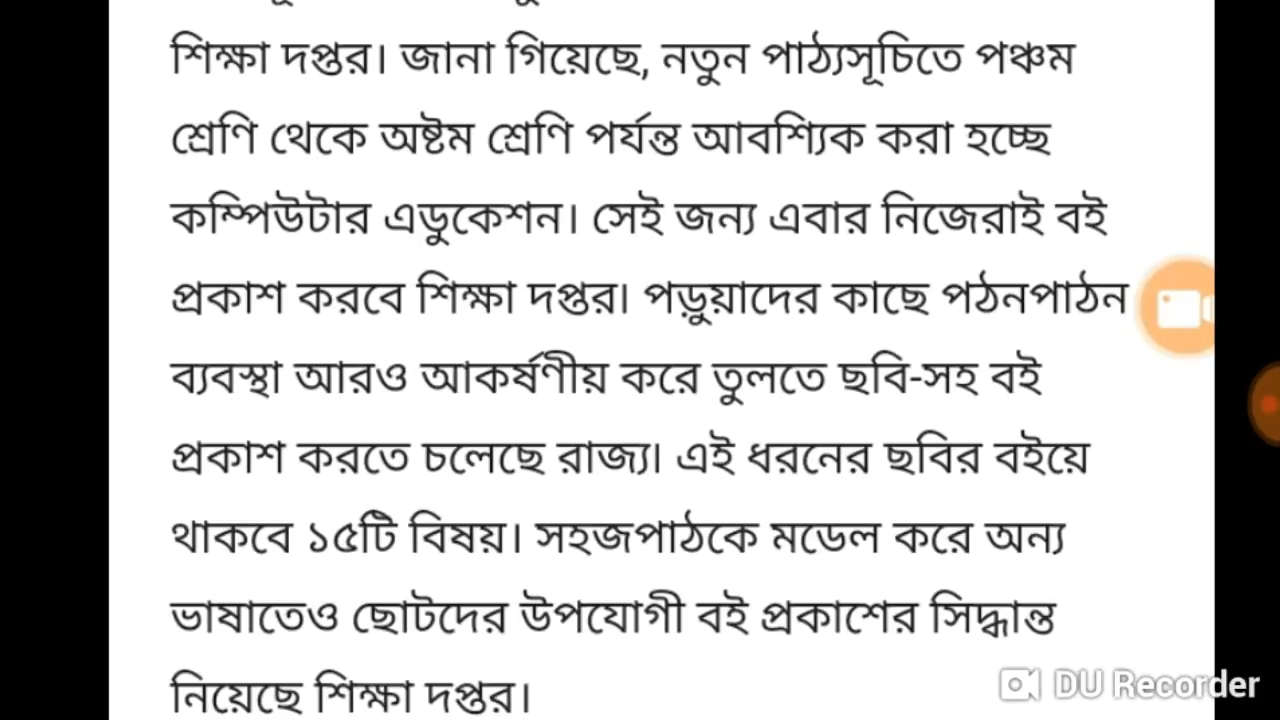 শিক্ষা দপ্তর। জানা গিয়েছে, নতুন পাঠ্যসূচিতে পঞ্চম
শ্রেণি থেকে অষ্টম শ্রেণি পর্যন্ত আবশ্যিক করা হচ্ছে
কম্পিউটার এডুকেশন। সেই জন্য এবার নিজেরাই বই
প্রকাশ করবে শিক্ষা দপ্তর। পড়ুয়াদের কাছে পঠনপাঠন
ব্যবস্থা আরও আকর্ষণীয় করে তুলতে ছবি-সহ বই
প্রকাশ করতে চলেছে রাজ্য। এই ধরনের ছবির বইয়ে
থাকবে ১৫টি বিষয়। সহজপাঠকে মডেল করে অন্য
ভাষাতেও ছোটদের উপযোগী বই প্রকাশের সিদ্ধান্ত
নিয়েছে শিক্ষা দপ্তর।
DU Recorder